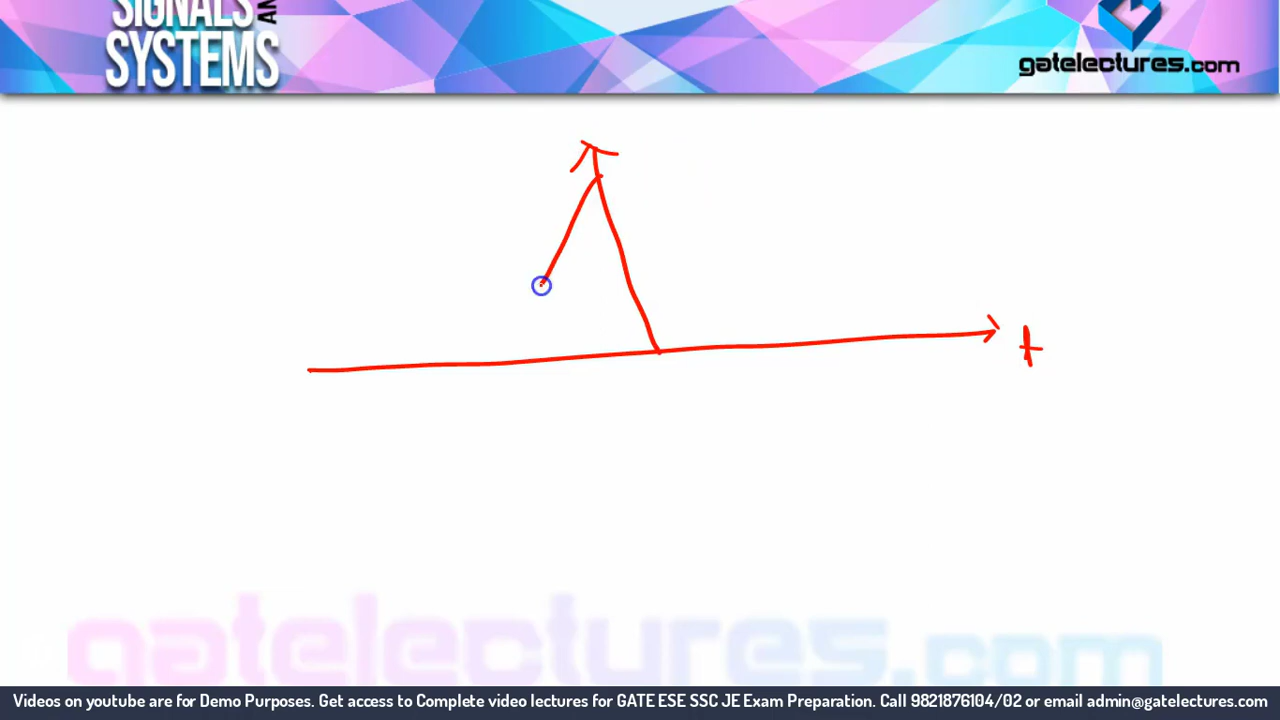 SIGNALS AND
SYSTEMS
gatelectures.com
t
gatelectures.com
Videos on youtube are for Demo Purposes. Get access to Complete video lectures for GATE ESE SSC JE Exam Preparation. Call 9821876104/02 or email admin@gatelectures.com